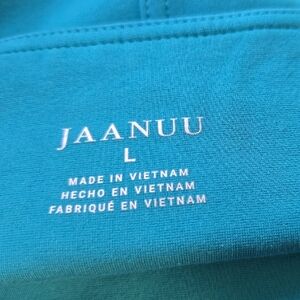 JAANUU
L
MADE IN VIETNAM
HECHO EN VIETNAM
FABRIQUÉ EN VIETNAM